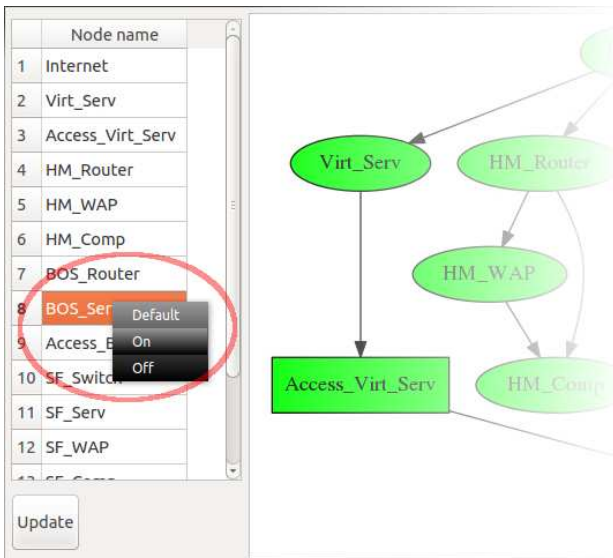 Node name
1 Internet
2 Virt_Serv
3 Access_Virt_Serv
4 HM_Router
5 HM_WAP
6 HM_Comp
7 BOS_Router
8 BOS_Ser
9 Access_
10 SF_Switch
11 SF_Serv
12 SF_WAP
Default
On
Off
Update
Virt_Serv
HM_Router
HM_WAP
Access_Virt_Serv
HM_Comp